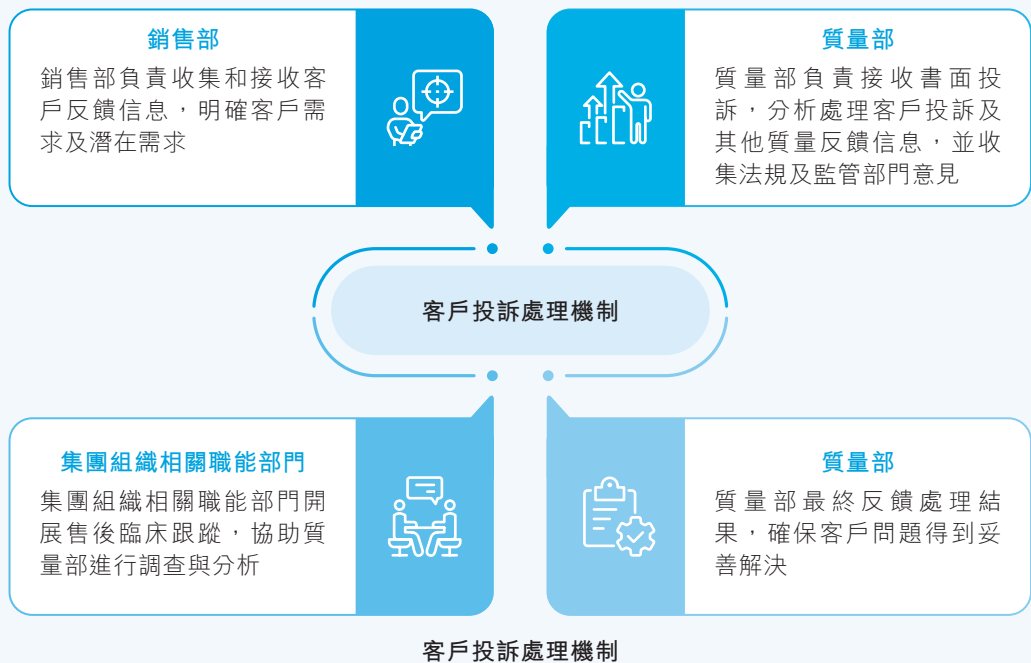 銷售部
銷售部負責收集和接收客
戶反饋信息，明確客戶需
求及潛在需求
質量部
質量部負責接收書面投
訴，分析處理客戶投訴及
其他質量反饋信息，並收
集法規及監管部門意見
客戶投訴處理機制
集團組織相關職能部門
集團組織相關職能部門開
展售後臨床跟蹤，協助質
量部進行調查與分析
質量部
質量部最終反饋處理結
果，確保客戶問題得到妥
善解決
客戶投訴處理機制